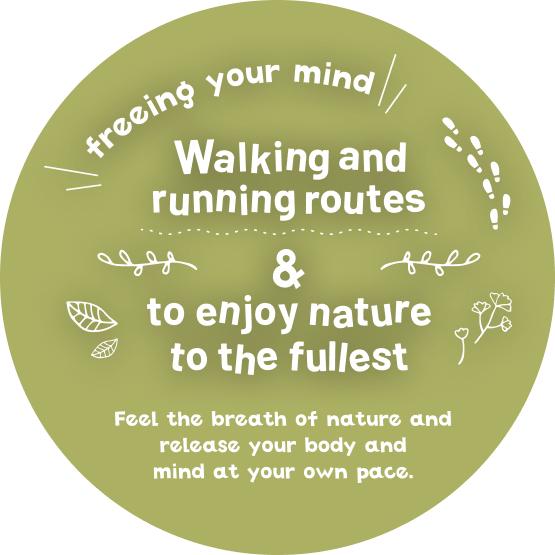 freeing your mind
Walking and
running routes
&
to enjoy nature
to the fullest
Feel the breath of nature and
release your body and
mind at your own pace.